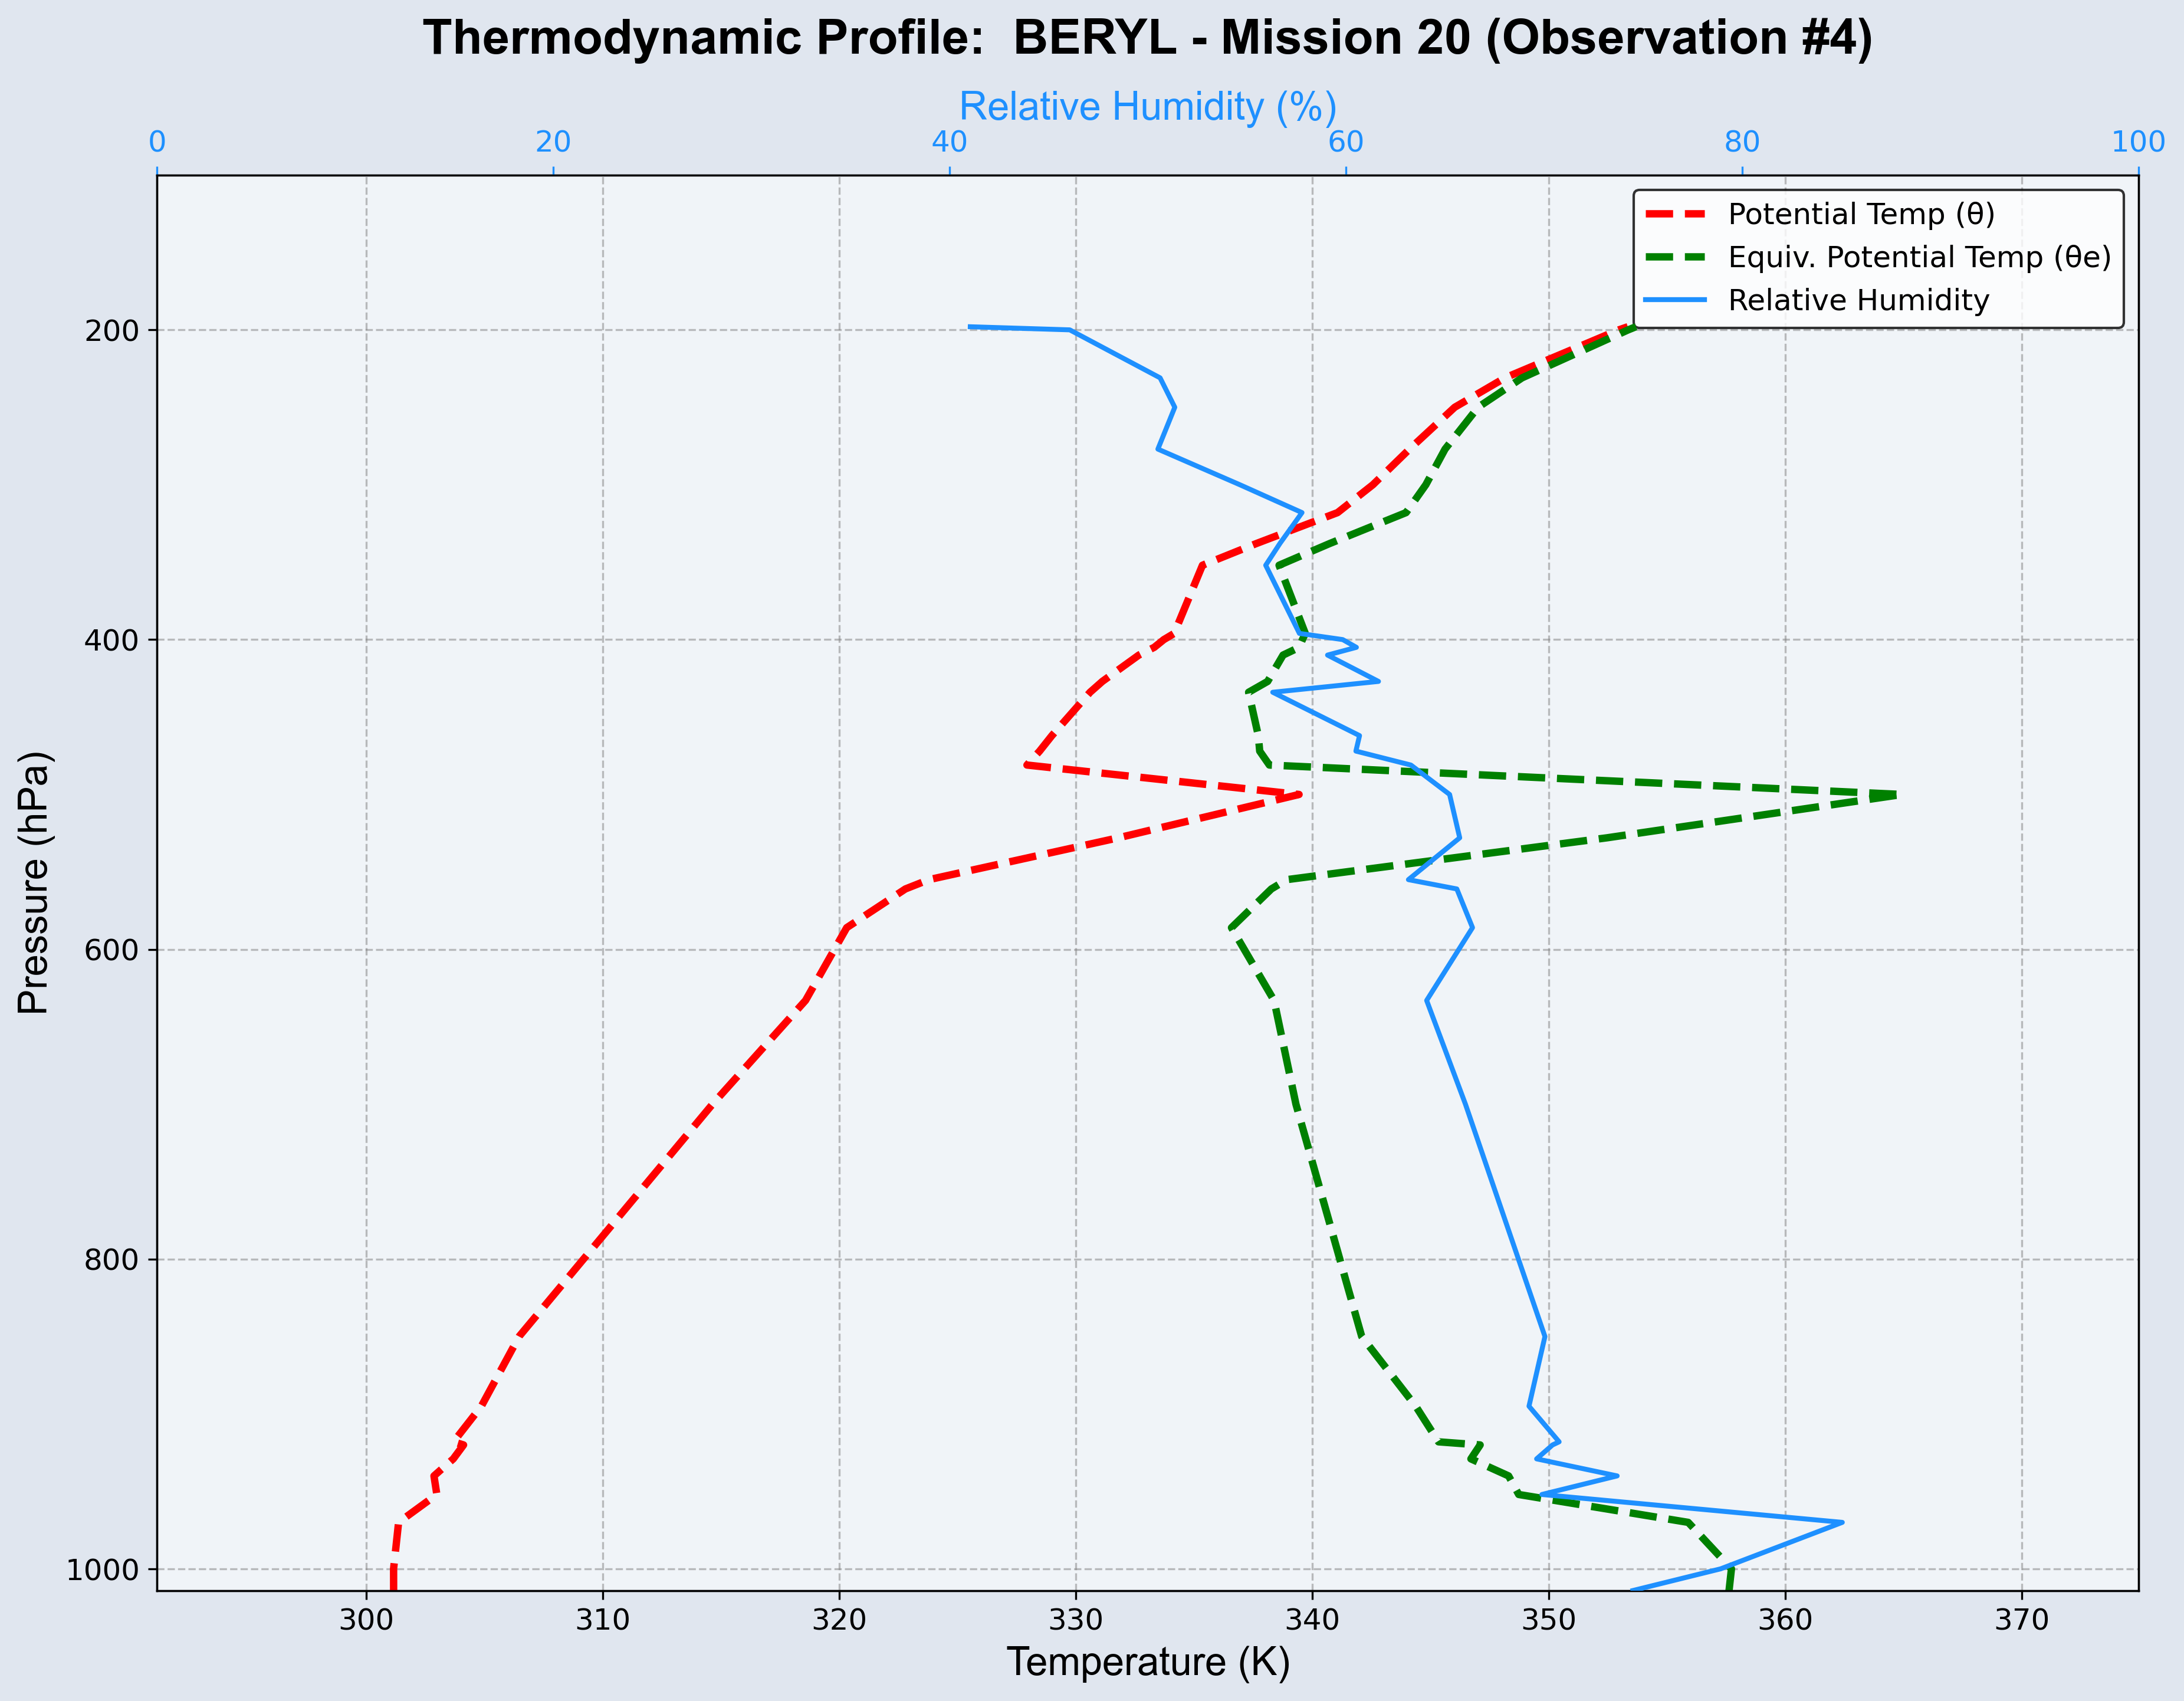 Thermodynamic Profile:  BERYL - Mission 20 (Observation #4)
Relative Humidity (%)
0 20 40 60 80 100
Potential Temp (θ)
Equiv. Potential Temp (θe)
Relative Humidity
200
400
600
800
1000
Pressure (hPa)
300 310 320 330 340 350 360 370
Temperature (K)